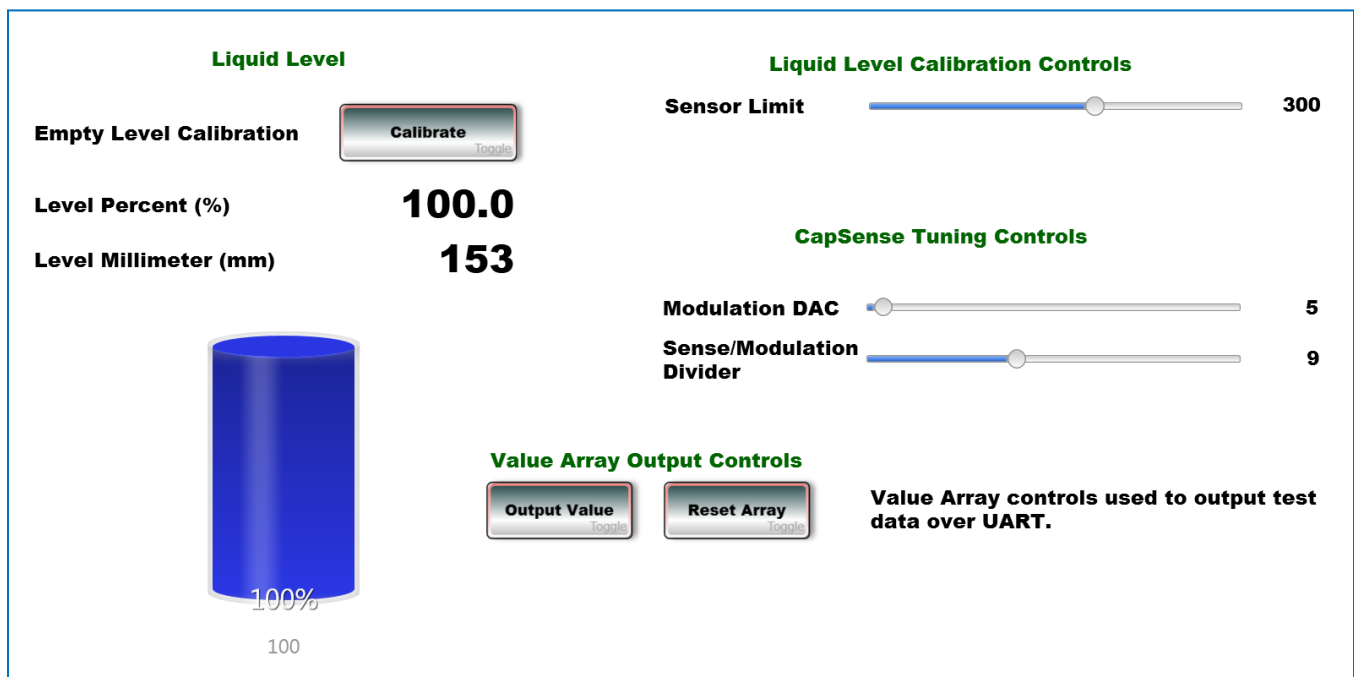 Liquid Level
Empty Level Calibration
Calibrate
Toggle
Level Percent (%)
100.0
Level Millimeter (mm)
153
100%
100
Liquid Level Calibration Controls
Sensor Limit
300
CapSense Tuning Controls
Modulation DAC
5
Sense/Modulation
Divider
9
Value Array Output Controls
Output Value
Toggle
Reset Array
Toggle
Value Array controls used to output test
data over UART.